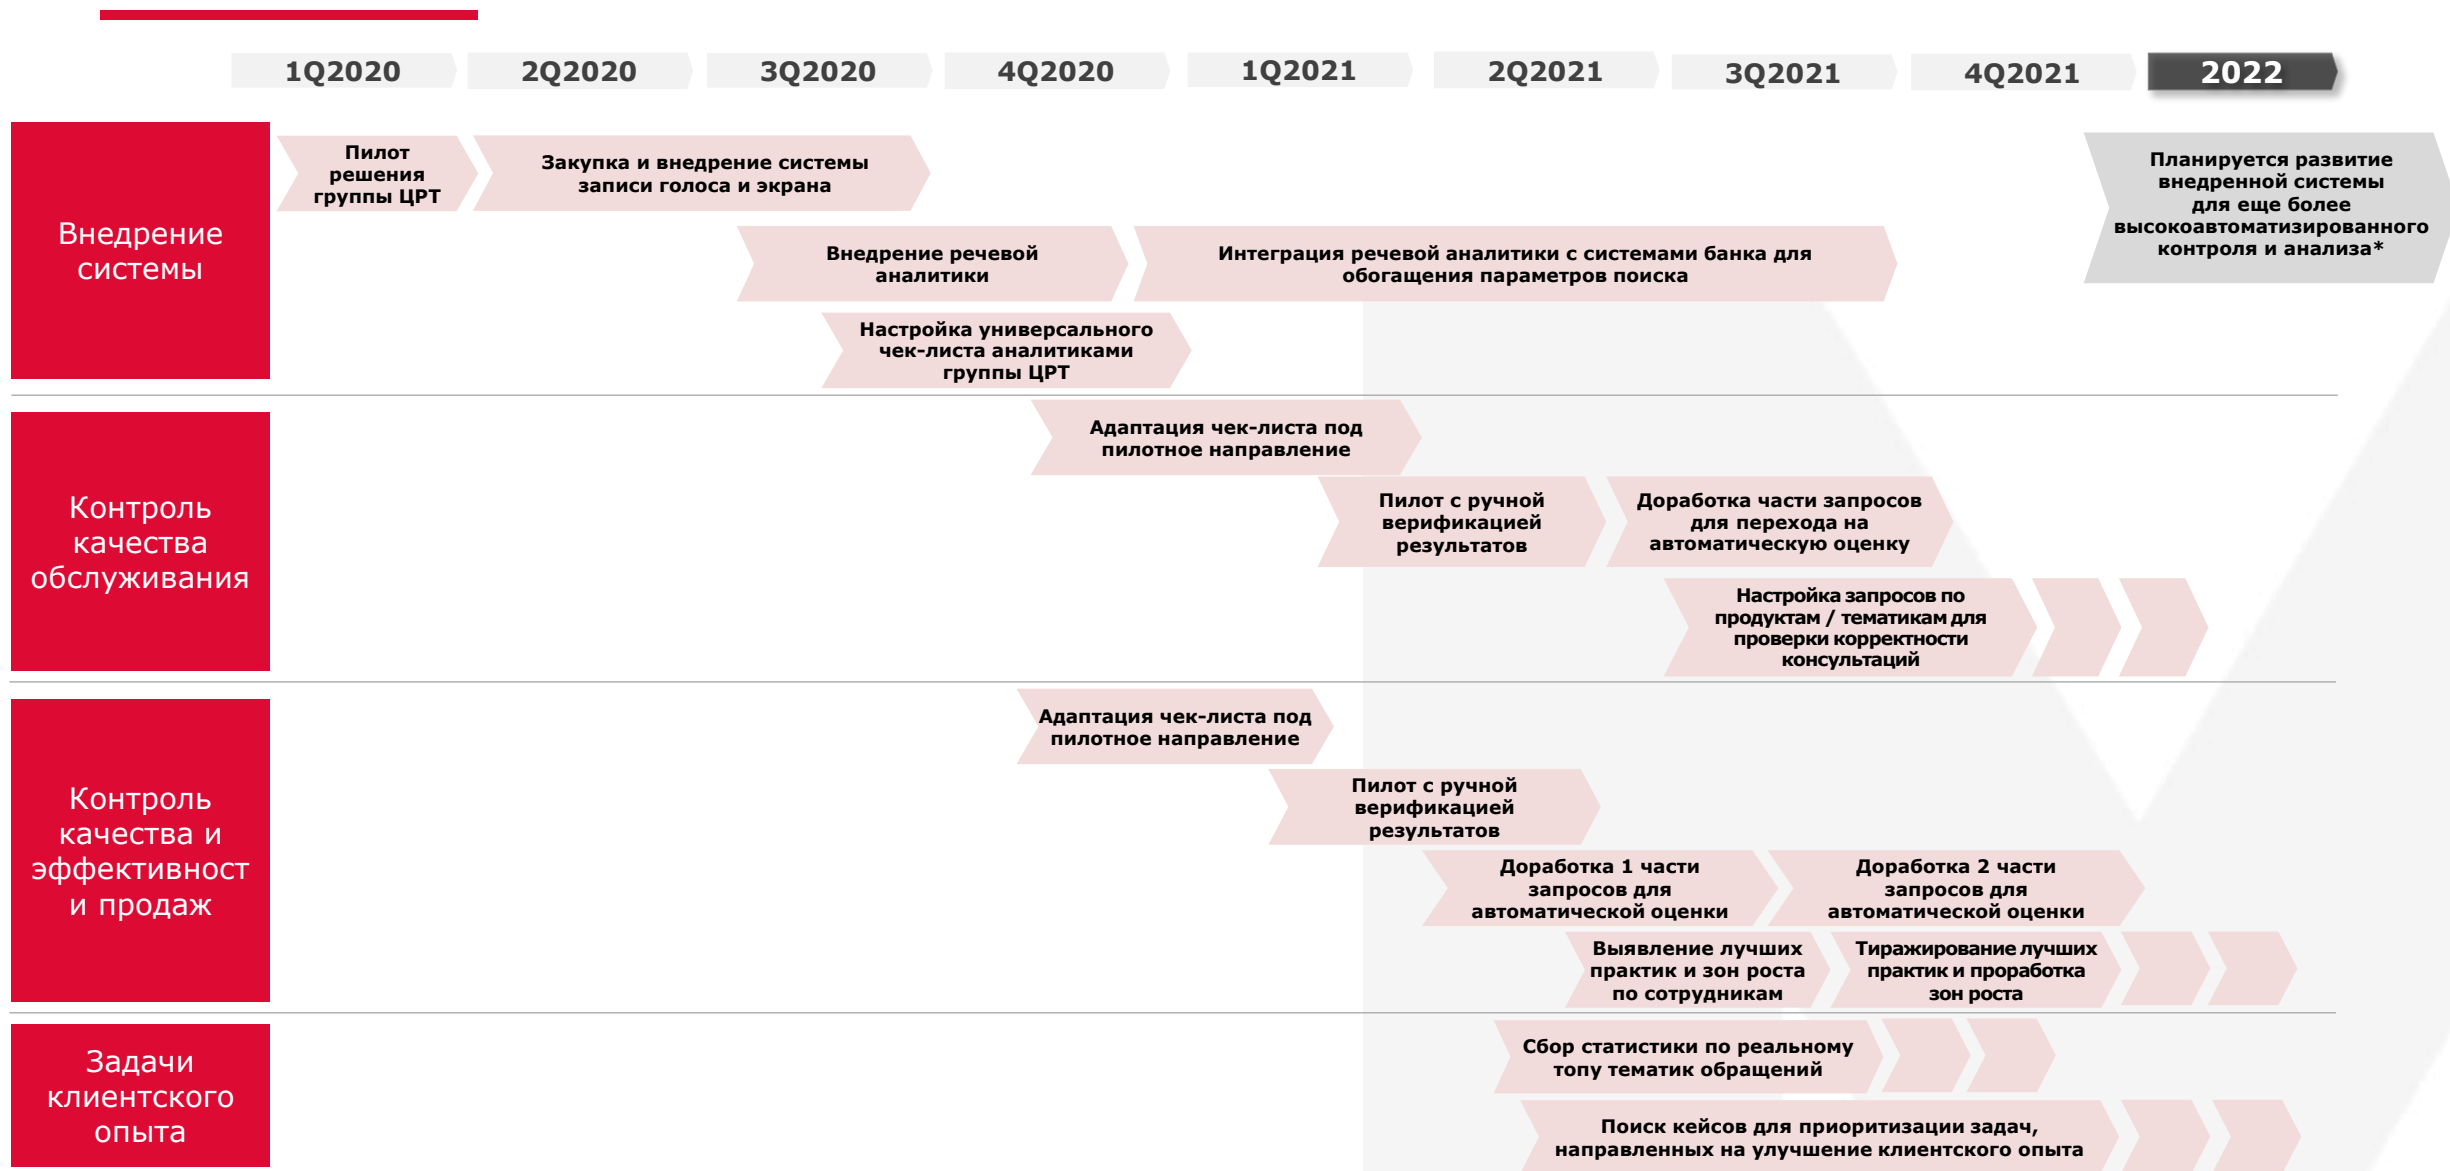 1Q2020
2Q2020
3Q2020
4Q2020
1Q2021
2Q2021
3Q2021
4Q2021
2022
Внедрение
системы
Пилот
решения
группы ЦРТ
Закупка и внедрение системы
записи голоса и экрана
Планируется развитие
внедренной системы
для еще более
высокоавтоматизированного
контроля и анализа*
Внедрение речевой
аналитики
Интеграция речевой аналитики с системами банка для
обогащения параметров поиска
Настройка универсального
чек-листа аналитиками
группы ЦРТ
Контроль
качества
обслуживания
Адаптация чек-листа под
пилотное направление
Пилот с ручной
верификацией
результатов
Доработка части запросов
для перехода на
автоматическую оценку
Настройка запросов по
продуктам / тематикам для
проверки корректности
консультаций
Контроль
качества и
эффективност
и продаж
Адаптация чек-листа под
пилотное направление
Пилот с ручной
верификацией
результатов
Доработка 1 части
запросов для
автоматической оценки
Доработка 2 части
запросов для
автоматической оценки
Выявление лучших
практик и зон роста
по сотрудникам
Тиражирование лучших
практик и проработка
зон роста
Задачи
клиентского
опыта
Сбор статистики по реальному
топу тематик обращений
Поиск кейсов для приоритизации задач,
направленных на улучшение клиентского опыта